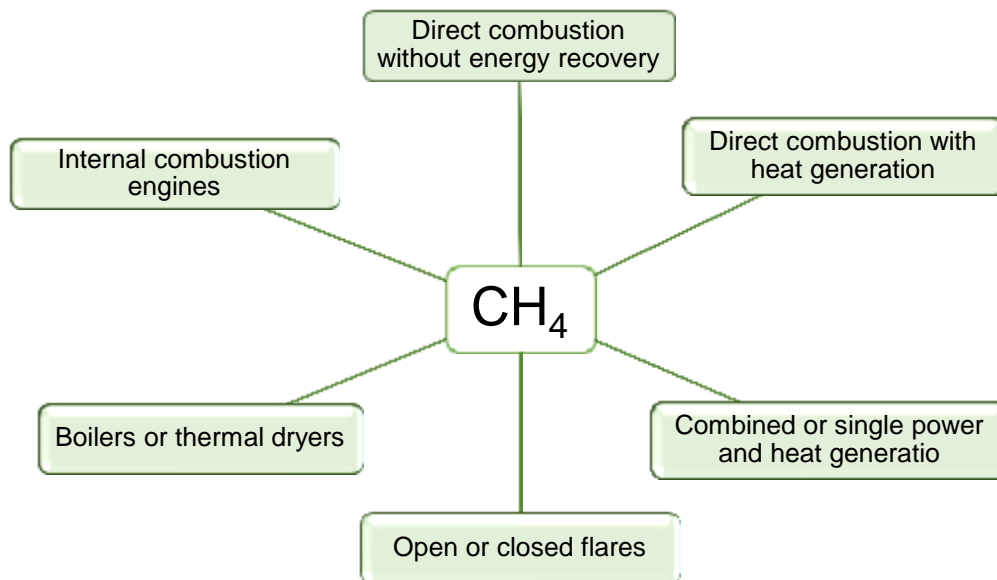 Direct combustion
without energy recovery
Direct combustion with
heat generation
Internal combustion
engines
CH₄
Boilers or thermal dryers
Combined or single power
and heat generatio
Open or closed flares